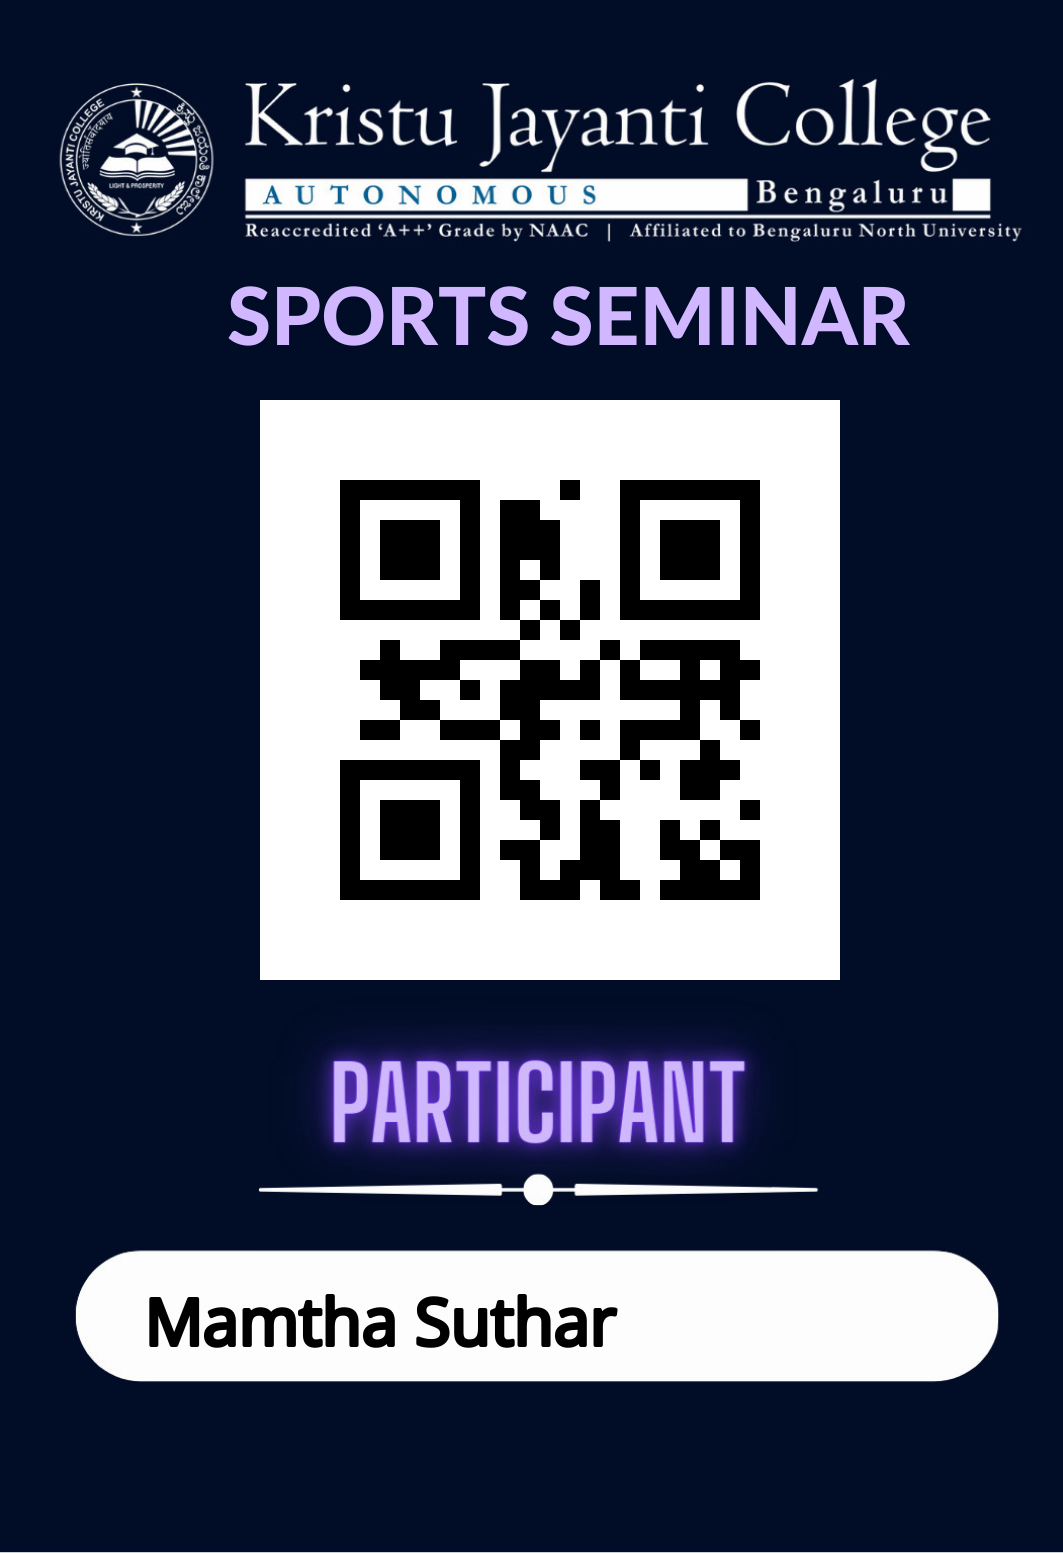 KRISTU JAYANTI COLLEGE
ಕ್ರಿಸ್ತು ಜಯಂತಿ ಕಾಲೇಜು
LIGHT & PROSPERITY
Kristu Jayanti College
AUTONOMOUS Bengaluru
Reaccredited ‘A++’ Grade by NAAC | Affiliated to Bengaluru North University
SPORTS SEMINAR
PARTICIPANT
Mamtha Suthar